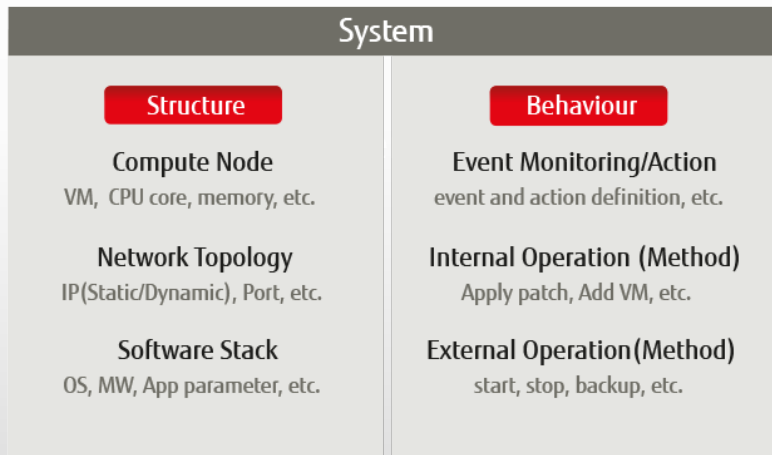 System
Structure
Compute Node
VM, CPU core, memory, etc.
Network Topology
IP(Static/Dynamic), Port, etc.
Software Stack
OS, MW, App parameter, etc.
Behaviour
Event Monitoring/Action
event and action definition, etc.
Internal Operation (Method)
Apply patch, Add VM, etc.
External Operation(Method)
start, stop, backup, etc.